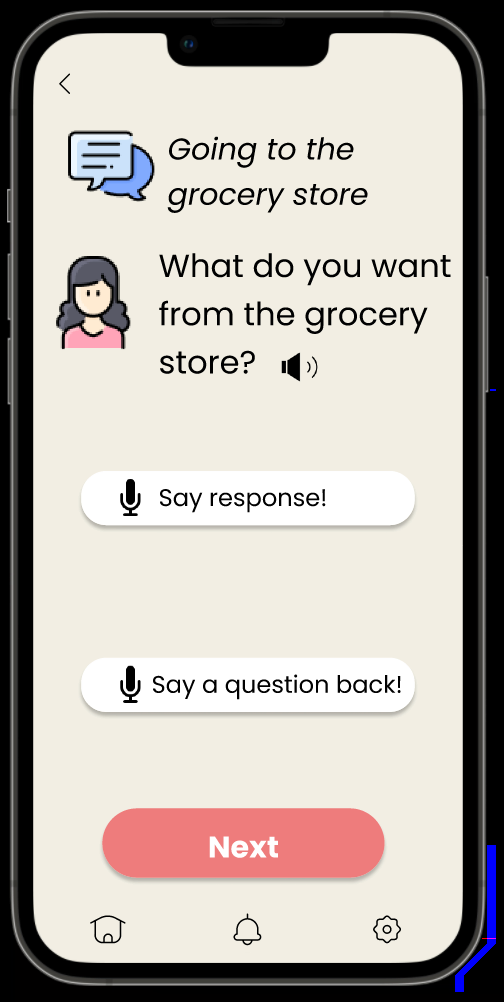 Going to the
grocery store
What do you want
from the grocery
store?
Say response!
Say a question back!
Next